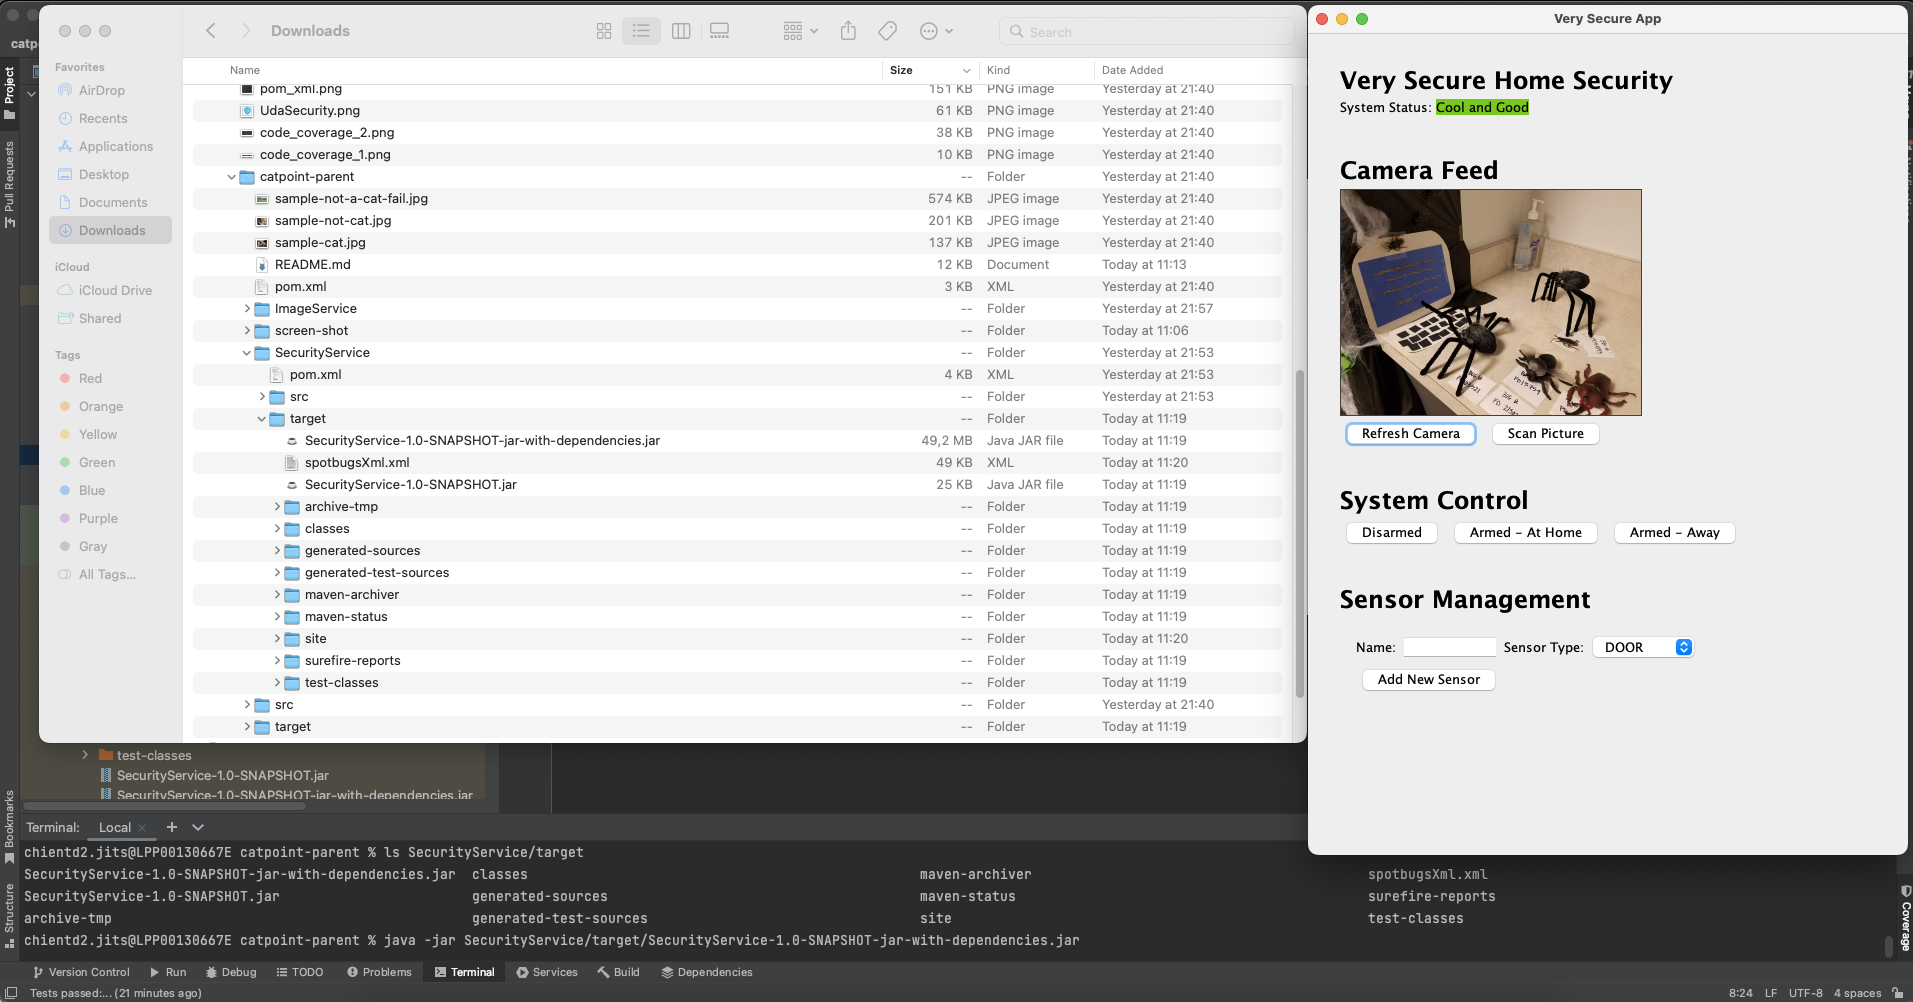 catpo
Project
Pull Requests
Bookmarks
Structure
Favorites
AirDrop
Recents
Applications
Desktop
Documents
Downloads
iCloud
iCloud Drive
Shared
Tags
Red
Orange
Yellow
Green
Blue
Purple
Gray
All Tags...
Downloads
Search
Name Size Kind Date Added
pom_xml.png 151 KB PNG image Yesterday at 21:40
UdaSecurity.png 61 KB PNG image Yesterday at 21:40
code_coverage_2.png 38 KB PNG image Yesterday at 21:40
code_coverage_1.png 10 KB PNG image Yesterday at 21:40
catpoint-parent -- Folder Yesterday at 21:40
sample-not-a-cat-fail.jpg 574 KB JPEG image Yesterday at 21:40
sample-not-cat.jpg 201 KB JPEG image Yesterday at 21:40
sample-cat.jpg 137 KB JPEG image Yesterday at 21:40
README.md 12 KB Document Today at 11:13
pom.xml 3 KB XML Yesterday at 21:40
ImageService -- Folder Yesterday at 21:57
screen-shot -- Folder Today at 11:06
SecurityService -- Folder Yesterday at 21:53
pom.xml 4 KB XML Yesterday at 21:53
src -- Folder Yesterday at 21:53
target -- Folder Today at 11:19
SecurityService-1.0-SNAPSHOT-jar-with-dependencies.jar 49,2 MB Java JAR file Today at 11:19
spotbugsXml.xml 49 KB XML Today at 11:20
SecurityService-1.0-SNAPSHOT.jar 25 KB Java JAR file Today at 11:19
archive-tmp -- Folder Today at 11:19
classes -- Folder Today at 11:19
generated-sources -- Folder Today at 11:19
generated-test-sources -- Folder Today at 11:19
maven-archiver -- Folder Today at 11:19
maven-status -- Folder Today at 11:19
site -- Folder Today at 11:20
surefire-reports -- Folder Today at 11:19
test-classes -- Folder Today at 11:19
src -- Folder Yesterday at 21:40
target -- Folder Today at 11:19
Very Secure App
Very Secure Home Security
System Status: Cool and Good
Camera Feed
Refresh Camera Scan Picture
System Control
Disarmed Armed - At Home Armed - Away
Sensor Management
Name: Sensor Type: DOOR
Add New Sensor
test-classes
SecurityService-1.0-SNAPSHOT.jar
SecurityService-1.0-SNAPSHOT-jar-with-dependencies.jar
Terminal: Local
chientd2.jits@LPP00130667E catpoint-parent % ls SecurityService/target
SecurityService-1.0-SNAPSHOT-jar-with-dependencies.jar classes maven-archiver spotbugsXml.xml
SecurityService-1.0-SNAPSHOT.jar generated-sources maven-status surefire-reports
archive-tmp generated-test-sources site test-classes
chientd2.jits@LPP00130667E catpoint-parent % java -jar SecurityService/target/SecurityService-1.0-SNAPSHOT-jar-with-dependencies.jar
Coverage
Version Control Run Debug TODO Problems Terminal Services Build Dependencies
Tests passed:... (21 minutes ago) 8:24 LF UTF-8 4 spaces